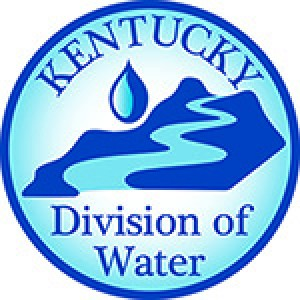 KENTUCKY
Division of
Water